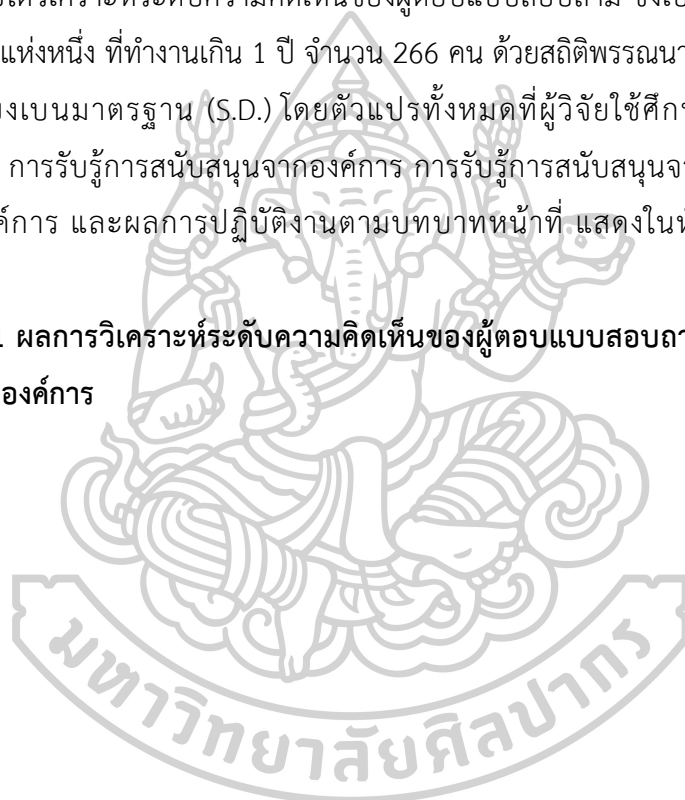 วิเคราะห์ระดับความคิดเห็นของผู้ตอบแบบสอบถาม
แห่งหนึ่ง ที่ทำงานเกิน 1 ปี จำนวน 266 คน ด้วยสถิติพรรณนา
งเบนมาตรฐาน (S.D.) โดยตัวแปรทั้งหมดที่ผู้วิจัยใช้ศึก
การรับรู้การสนับสนุนจากองค์การ การรับรู้การสนับสนุนจา
ค์การ และผลการปฏิบัติงานตามบทบาทหน้าที่ แสดงใน
ผลการวิเคราะห์ระดับความคิดเห็นของผู้ตอบแบบสอบถา
องค์การ
มหาวิทยาลัยศิลปากร